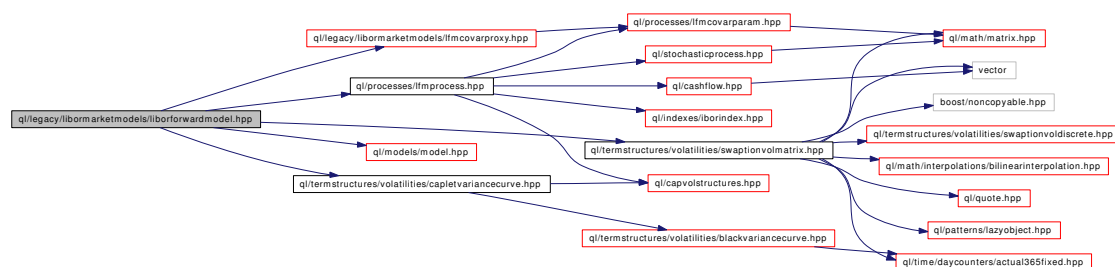 ql/processes/lfmcovarparam.hpp
ql/legacy/libormarketmodels/lfmcovarproxy.hpp
ql/math/matrix.hpp
ql/stochasticprocess.hpp
vector
ql/processes/lfmprocess.hpp
ql/cashflow.hpp
boost/noncopyable.hpp
ql/legacy/libormarketmodels/liborforwardmodel.hpp
ql/indexes/iborindex.hpp
ql/termstructures/volatilities/swaptionvoldiscrete.hpp
ql/models/model.hpp
ql/termstructures/volatilities/swaptionvolmatrix.hpp
ql/math/interpolations/bilinearinterpolation.hpp
ql/termstructures/volatilities/capletvariancecurve.hpp
ql/capvolstructures.hpp
ql/quote.hpp
ql/patterns/lazyobject.hpp
ql/termstructures/volatilities/blackvariancecurve.hpp
ql/time/daycounters/actual365fixed.hpp